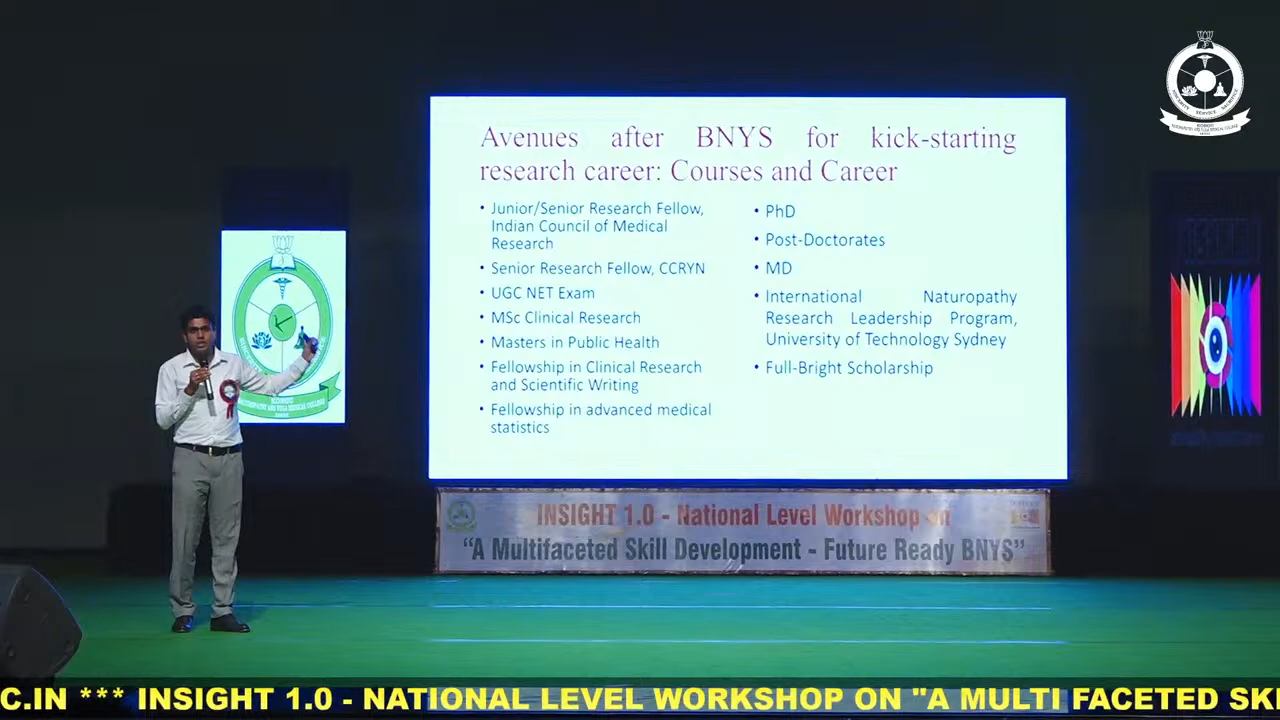 Avenues after BNYS for kick-starting
research career: Courses and Career
• Junior/Senior Research Fellow,
Indian Council of Medical
Research
• Senior Research Fellow, CCRYN
• UGC NET Exam
• MSc Clinical Research
• Masters in Public Health
• Fellowship in Clinical Research
and Scientific Writing
• Fellowship in advanced medical
statistics
• PhD
• Post-Doctorates
• MD
• International Naturopathy
Research Leadership Program,
University of Technology Sydney
• Full-Bright Scholarship
INSIGHT 1.0 - National Level Workshop on
“A Multifaceted Skill Development - Future Ready BNYS”
C.IN *** INSIGHT 1.0 - NATIONAL LEVEL WORKSHOP ON "A MULTI FACETED SKI